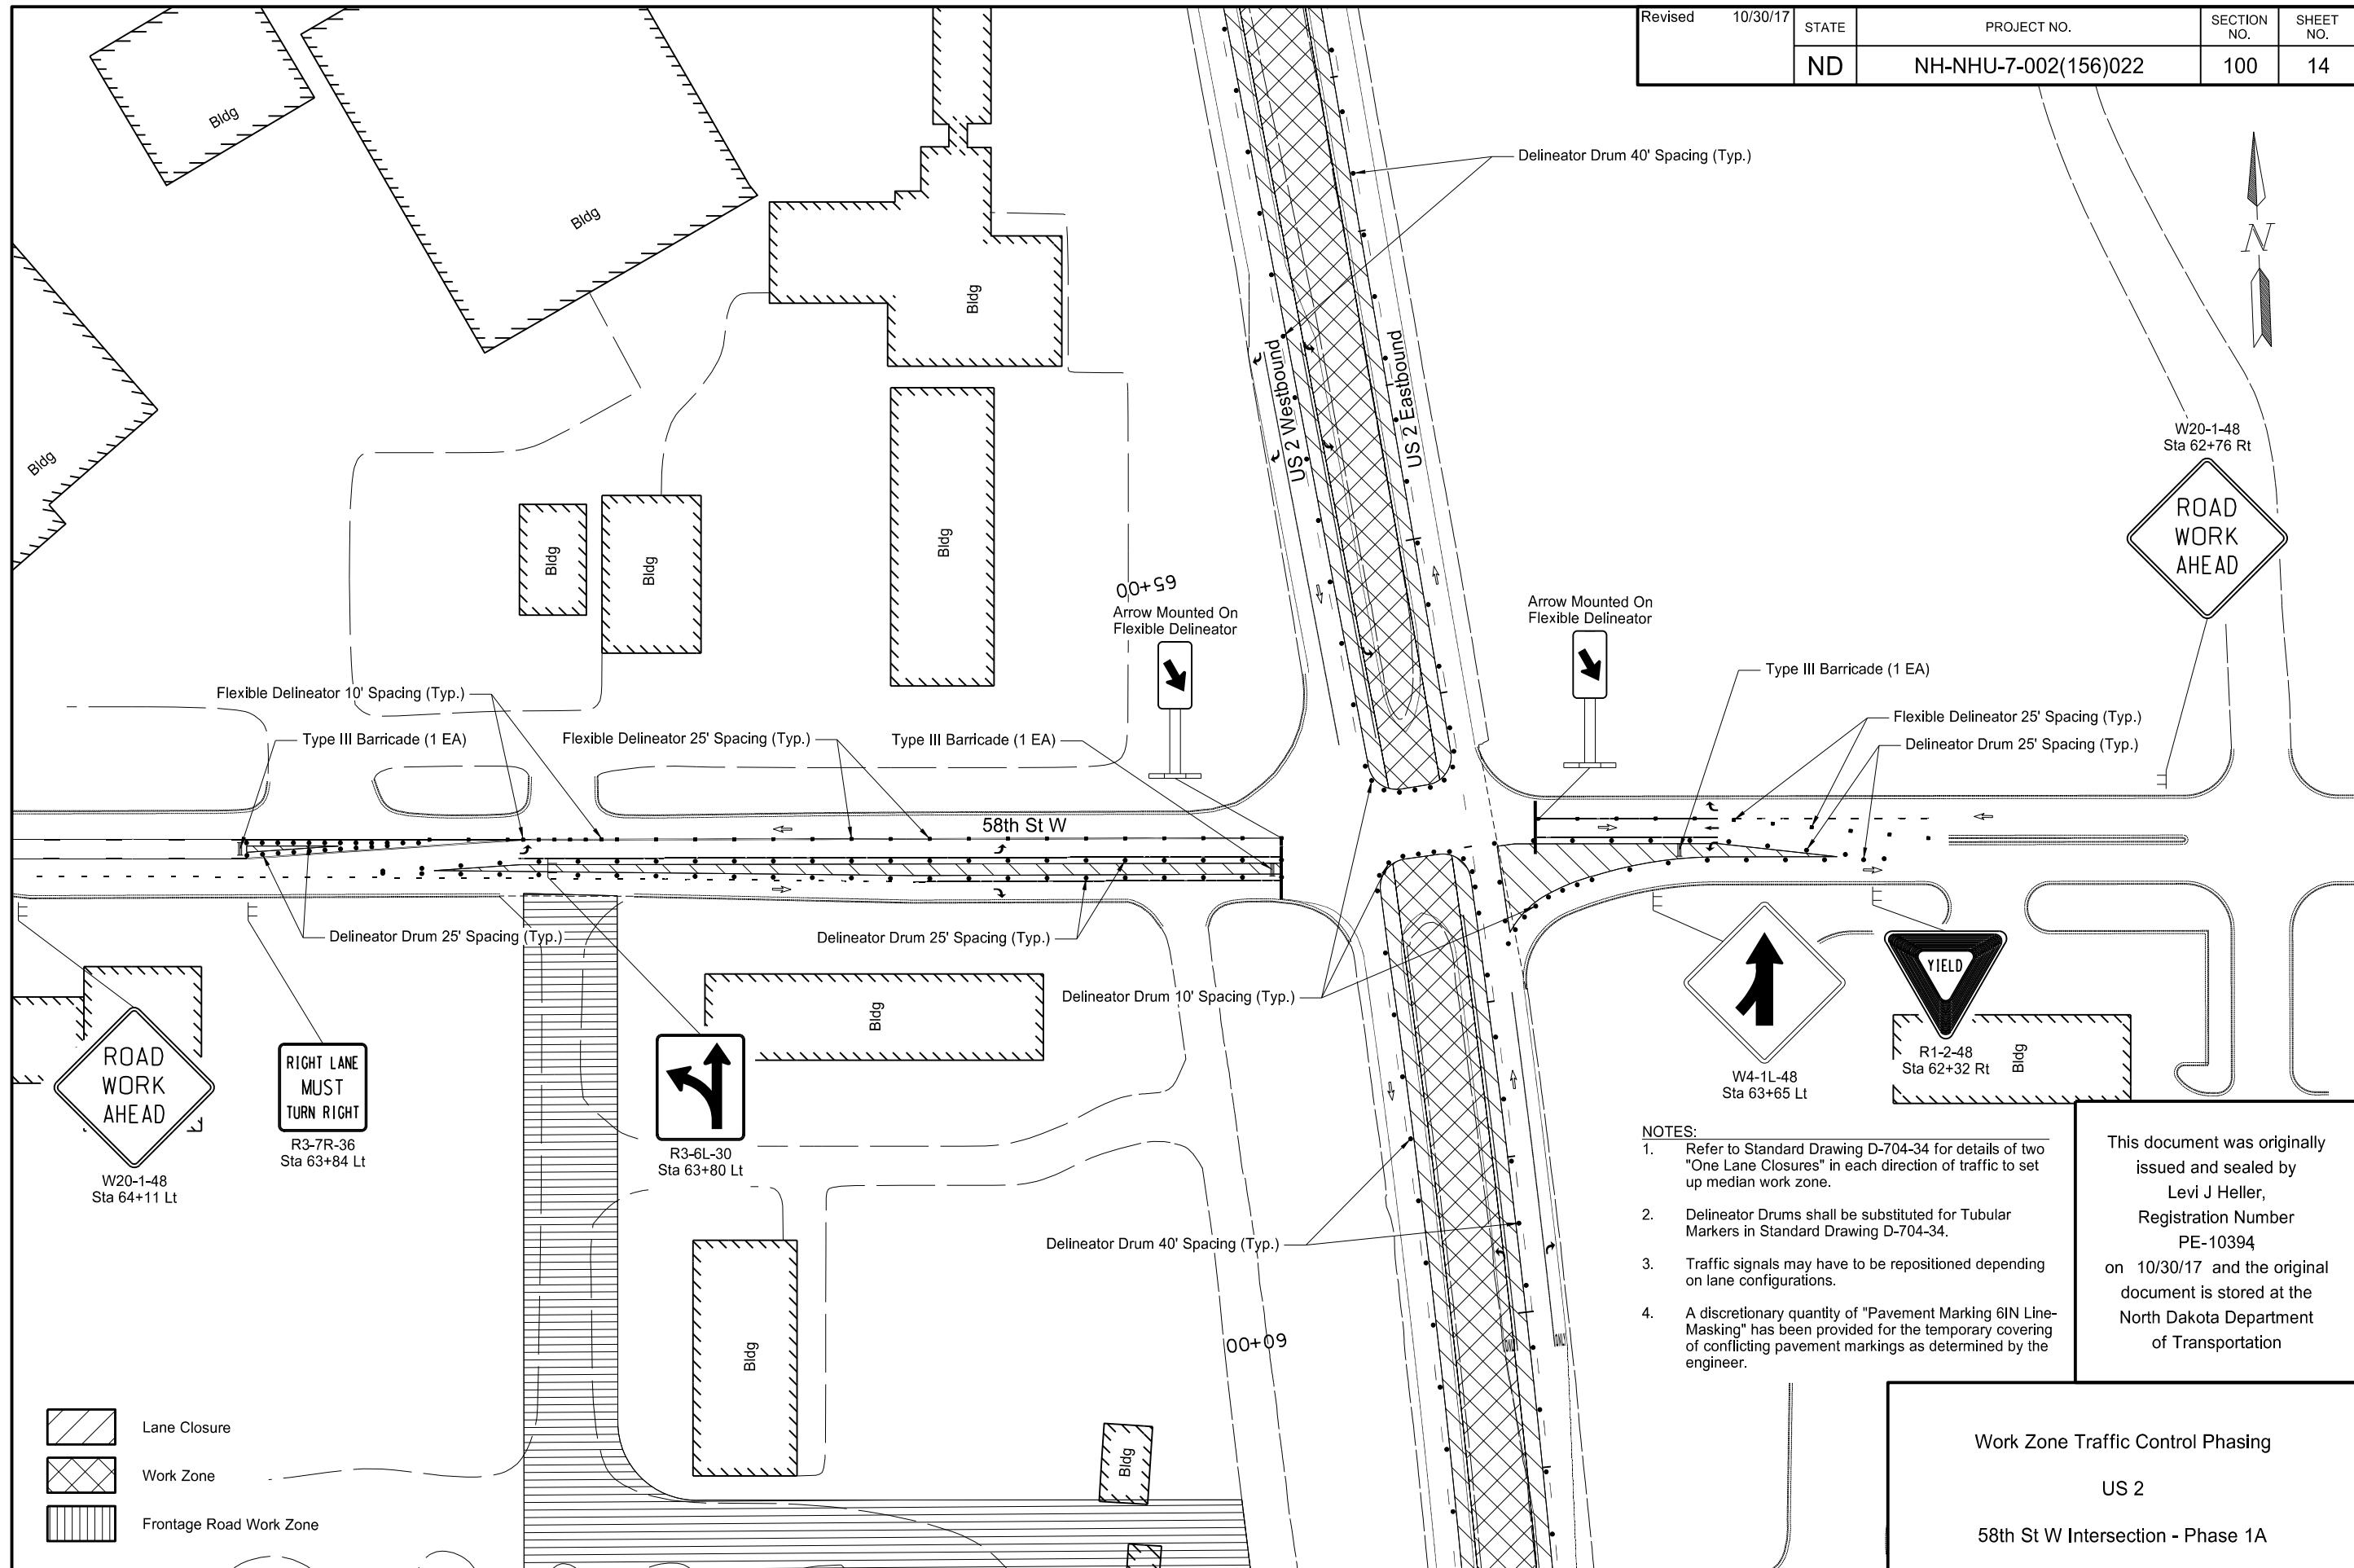 Revised 10/30/17
STATE
PROJECT NO.
SECTION
NO.
SHEET
NO.
ND
NH-NHU-7-002(156)022
100
14
Bldg
Bldg
Bldg
Bldg
Bldg
Bldg
Bldg
Delineator Drum 40' Spacing (Typ.)
N
US 2 Westbound
US 2 Eastbound
W20-1-48
Sta 62+76 Rt
ROAD
WORK
AHEAD
65+00
Arrow Mounted On
Flexible Delineator
Arrow Mounted On
Flexible Delineator
Type III Barricade (1 EA)
Flexible Delineator 10' Spacing (Typ.)
Type III Barricade (1 EA)
Flexible Delineator 25' Spacing (Typ.)
Type III Barricade (1 EA)
Flexible Delineator 25' Spacing (Typ.)
Delineator Drum 25' Spacing (Typ.)
58th St W
Delineator Drum 25' Spacing (Typ.)
Delineator Drum 25' Spacing (Typ.)
Delineator Drum 10' Spacing (Typ.)
Bldg
ROAD
WORK
AHEAD
W20-1-48
Sta 64+11 Lt
RIGHT LANE
MUST
TURN RIGHT
R3-7R-36
Sta 63+84 Lt
R3-6L-30
Sta 63+80 Lt
W4-1L-48
Sta 63+65 Lt
YIELD
R1-2-48
Sta 62+32 Rt
Bldg
Delineator Drum 40' Spacing (Typ.)
Bldg
Bldg
60+00
ONLY
ONLY
NOTES:
1. Refer to Standard Drawing D-704-34 for details of two
"One Lane Closures" in each direction of traffic to set
up median work zone.
2. Delineator Drums shall be substituted for Tubular
Markers in Standard Drawing D-704-34.
3. Traffic signals may have to be repositioned depending
on lane configurations.
4. A discretionary quantity of "Pavement Marking 6IN Line-
Masking" has been provided for the temporary covering
of conflicting pavement markings as determined by the
engineer.
This document was originally
issued and sealed by
Levi J Heller,
Registration Number
PE-10394,
on 10/30/17 and the original
document is stored at the
North Dakota Department
of Transportation
Lane Closure
Work Zone
Frontage Road Work Zone
Work Zone Traffic Control Phasing
US 2
58th St W Intersection - Phase 1A